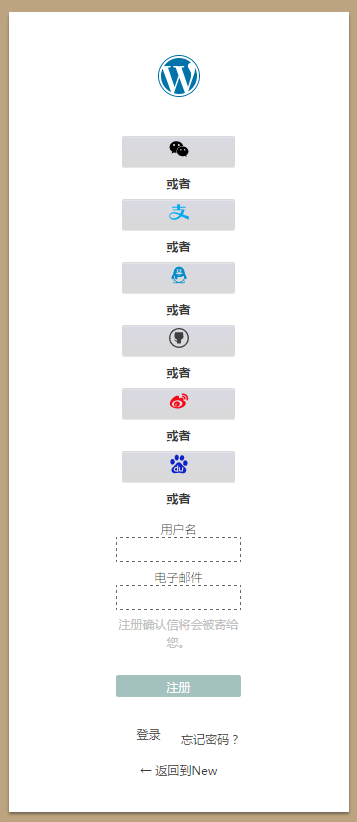 或者
或者
或者
或者
或者
du
或者
用户名
电子邮件
注册确认信将会被寄给
您。
注册
登录 忘记密码？
← 返回到New